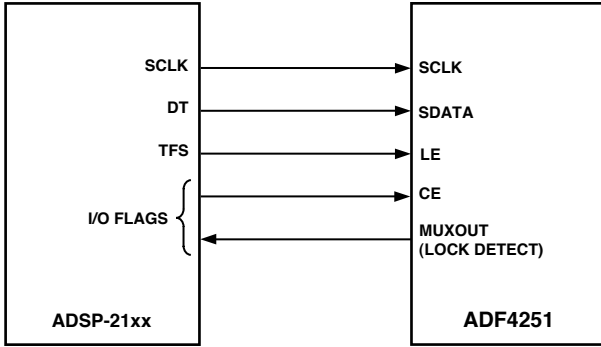 SCLK
DT
TFS
I/O FLAGS
ADSP-21xx
SCLK
SDATA
LE
CE
MUXOUT
(LOCK DETECT)
ADF4251